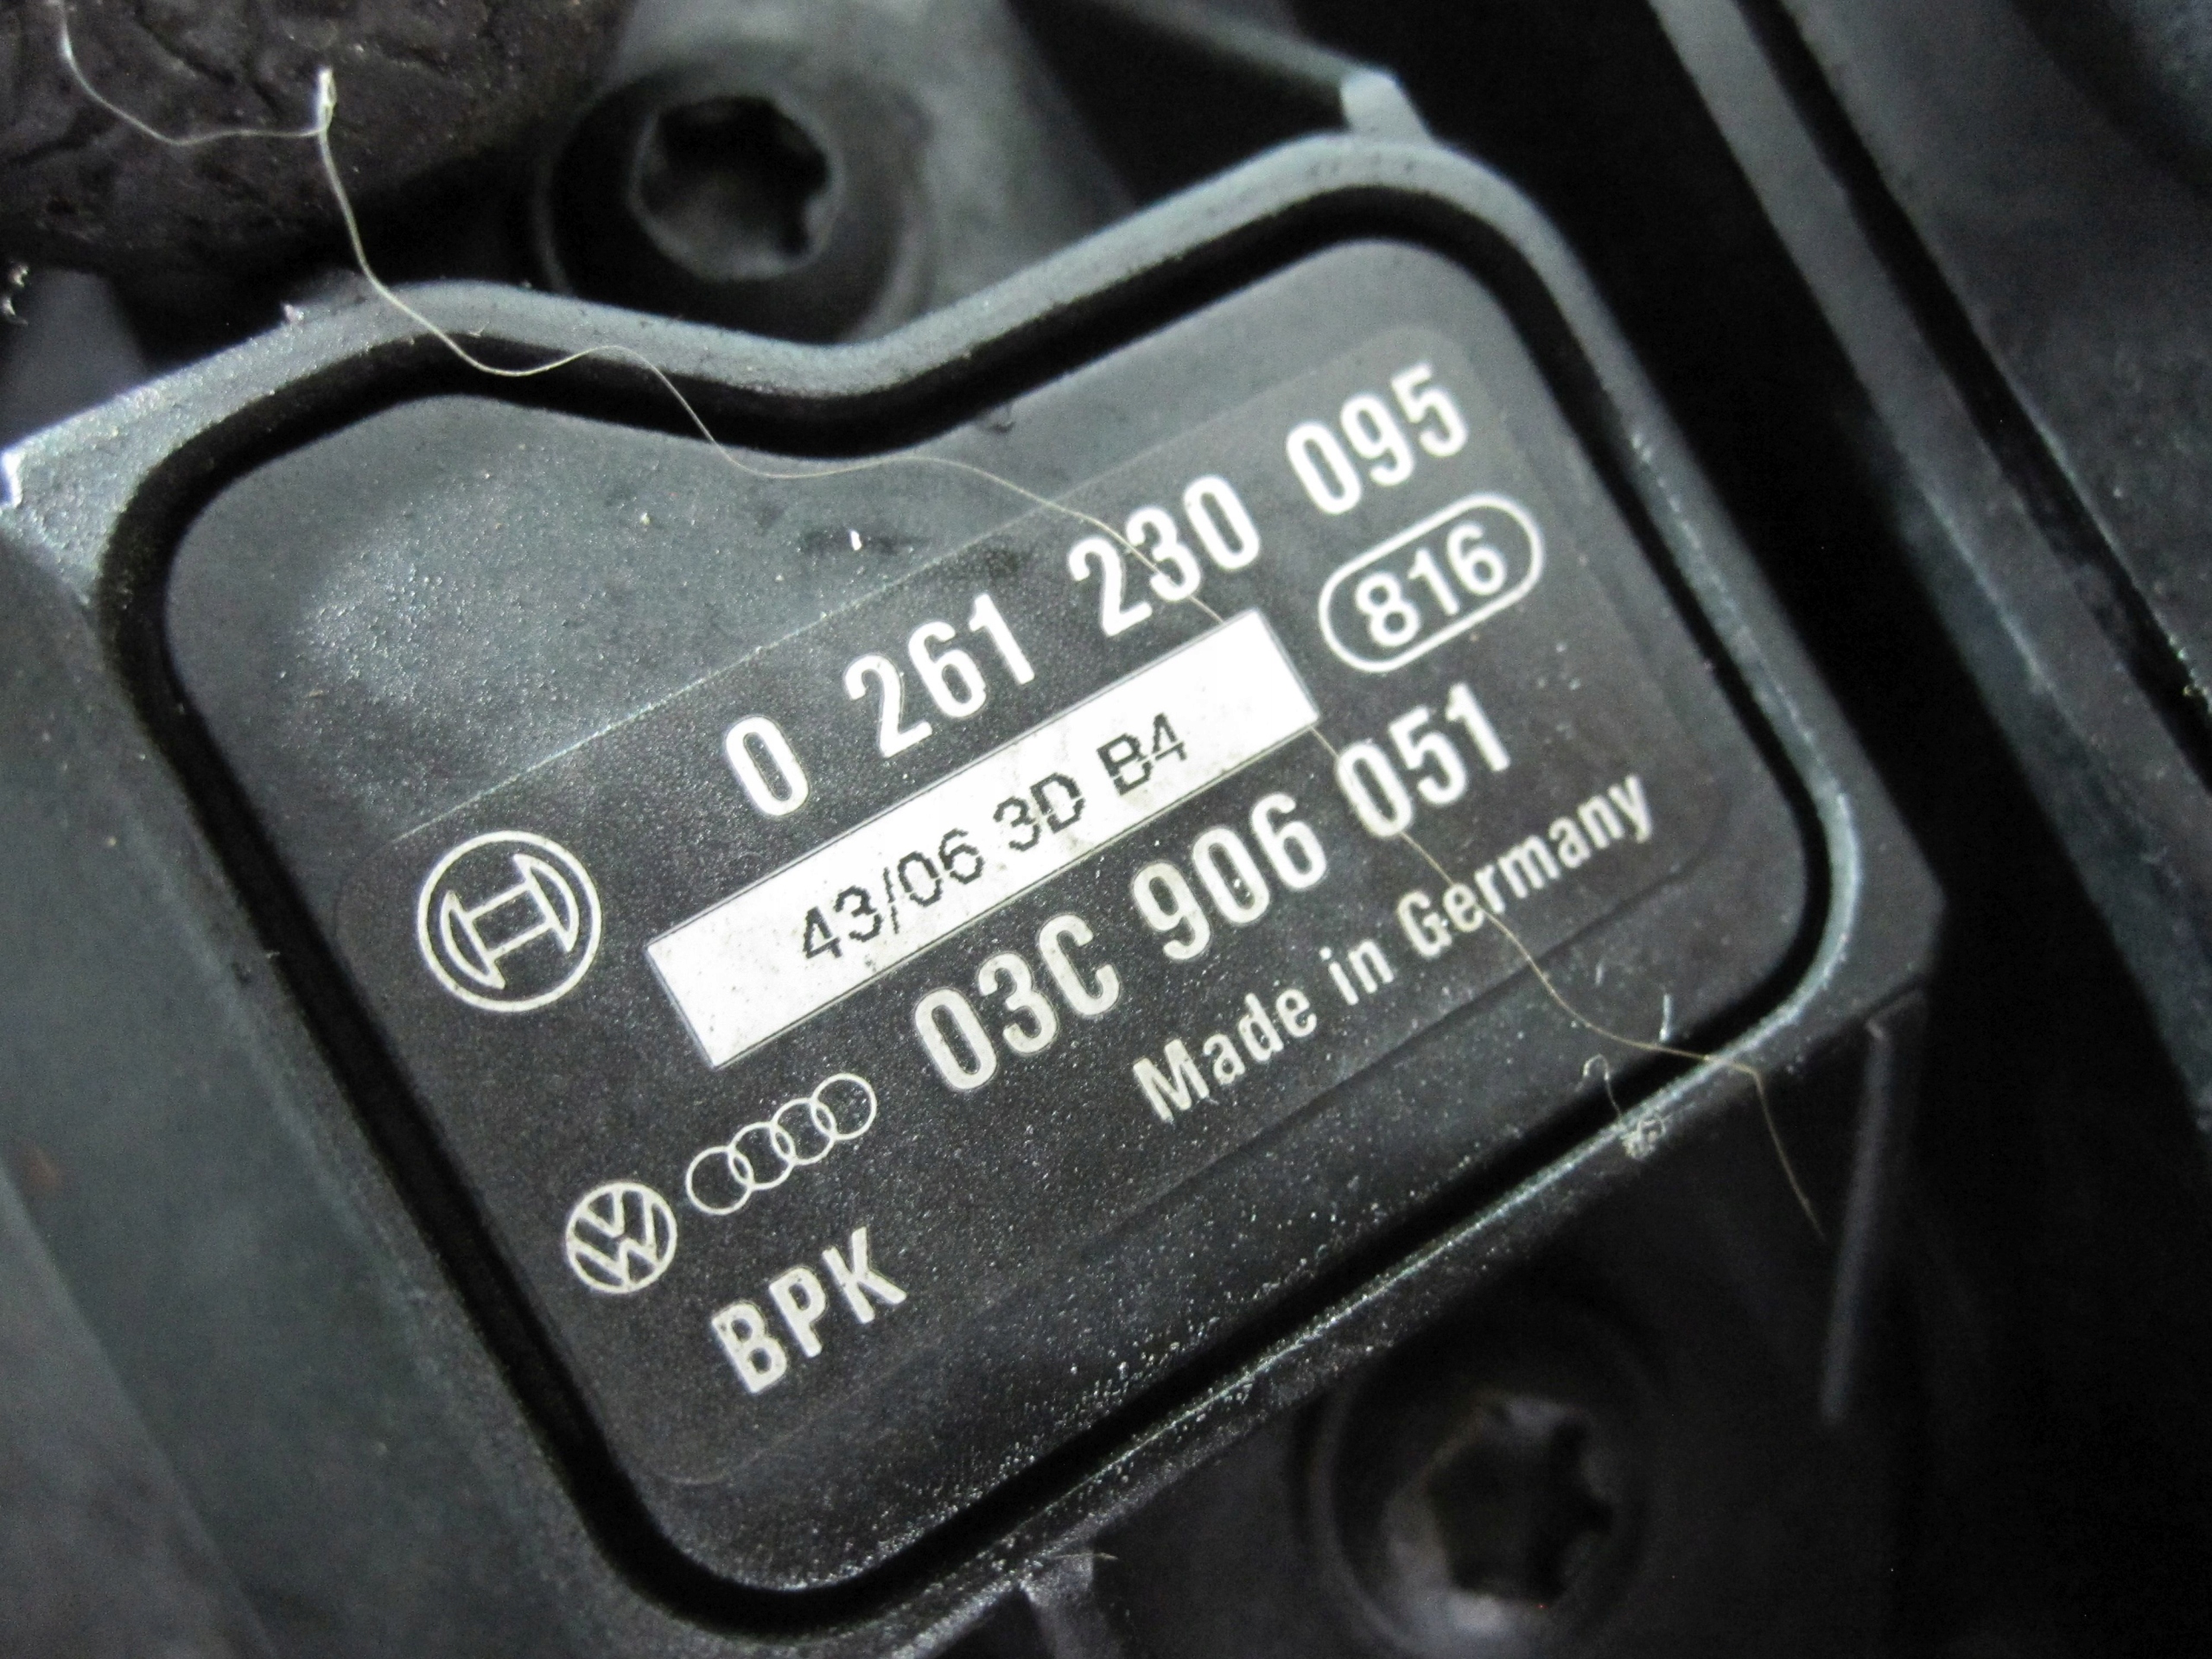 0 261 230 095
816
43/06 3D B4
03C 906 051
Made in Germany
BPK